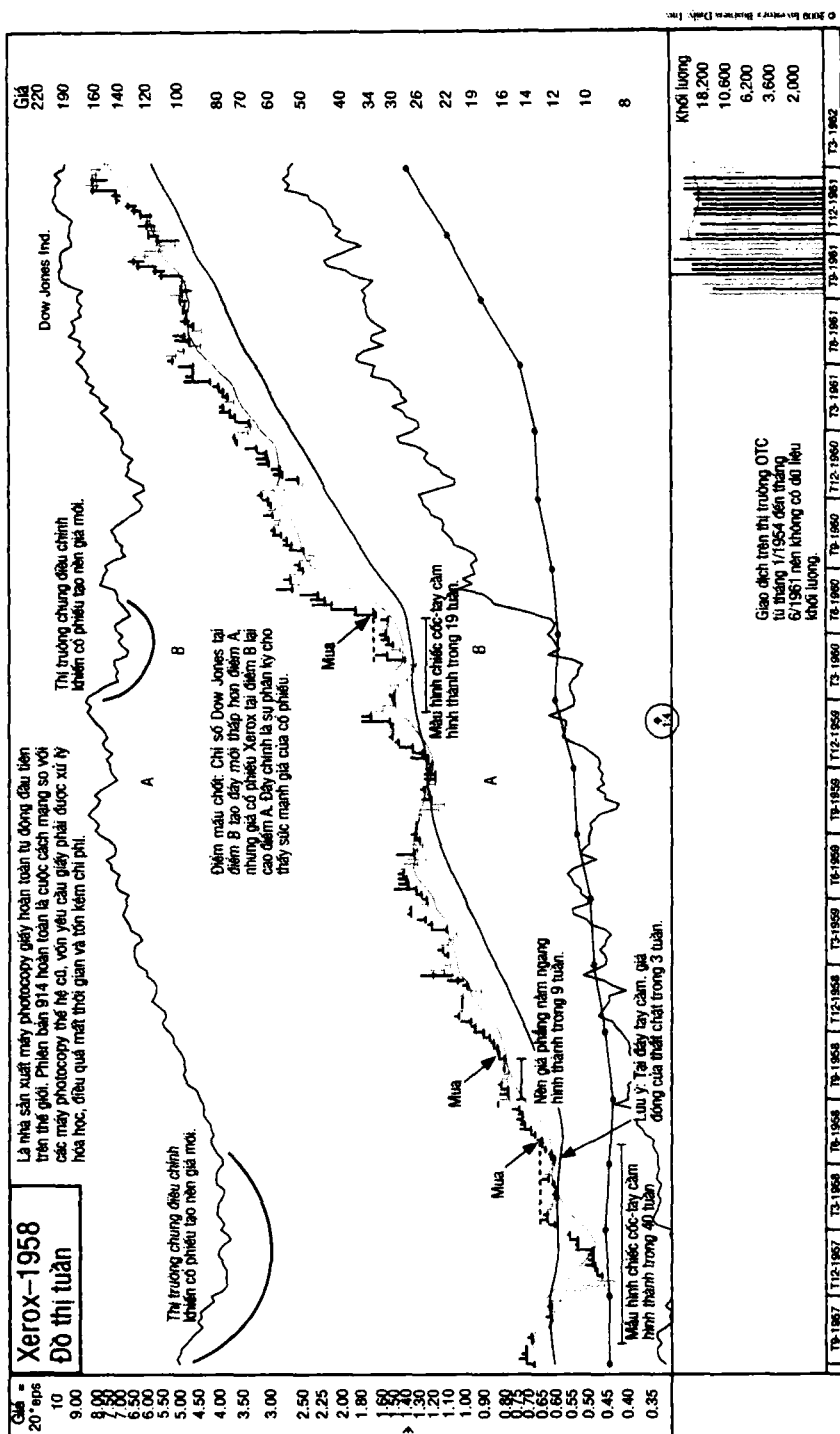 Xerox–1958
Đồ thị tuần
Là nhà sản xuất máy photocopy giấy hoàn toàn tự động đầu tiên
trên thế giới. Phiên bản 914 hoàn toàn là cuộc cách mạng so với
các máy photocopy thế hệ cũ, vốn yêu cầu giấy phải được xử lý
hóa học, điều quá mất thời gian và tốn kém chi phí.
Giá =
20*eps
10
9.00
8.00
7.50
7.00
6.50
6.00
5.50
5.00
4.50
4.00
3.50
3.00
2.50
2.25
2.00
1.80
1.60
1.50
1.40
1.30
1.20
1.10
1.00
0.90
0.80
0.75
0.70
0.65
0.60
0.55
0.50
0.45
0.40
0.35
Thị trường chung điều chỉnh
khiến cổ phiếu tạo nền giá mới.
Thị trường chung điều chỉnh
khiến cổ phiếu tạo nền giá mới.
Dow Jones Ind.
A
B
Điểm mấu chốt: Chỉ số Dow Jones tại
điểm B tạo đáy mới thấp hơn điểm A,
nhưng giá cổ phiếu Xerox tại điểm B lại
cao điểm A. Đây chính là sự phân kỳ cho
thấy sức mạnh giá của cổ phiếu.
Mua
Mua
Mua
Mẫu hình chiếc cốc-tay cầm
hình thành trong 19 tuần.
A
B
Nền giá phẳng nằm ngang
hình thành trong 9 tuần.
Lưu ý: Tại đáy tay cầm, giá
đóng cửa thắt chặt trong 3 tuần.
Mẫu hình chiếc cốc-tay cầm
hình thành trong 40 tuần
1:4
Giao dịch trên thị trường OTC
từ tháng 1/1954 đến tháng
6/1961 nên không có dữ liệu
khối lượng.
Giá
220
190
160
140
120
100
80
70
60
50
40
34
30
26
22
19
16
14
12
10
8
Khối lượng
18,200
10,600
6,200
3,600
2,000
T9-1957
T12-1957
T3-1958
T6-1958
T9-1958
T12-1958
T3-1959
T6-1959
T9-1959
T12-1959
T3-1960
T6-1960
T9-1960
T12-1960
T3-1961
T6-1961
T9-1961
T12-1961
T3-1962